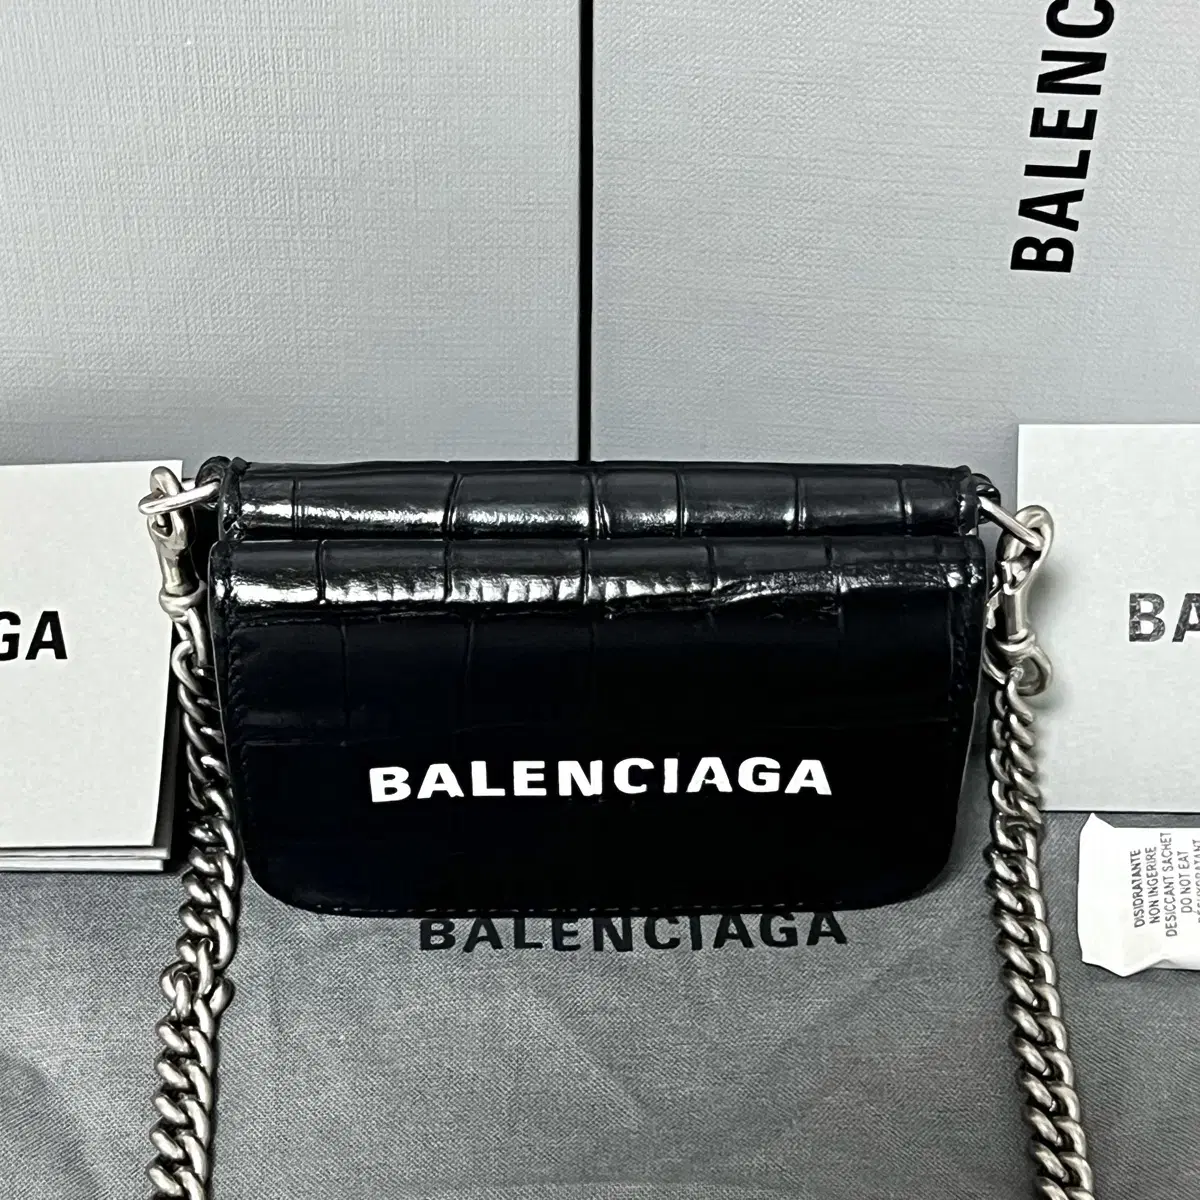 BALENC
GA
BA
BALENCIAGA
BALENCIAGA
DISIDRATANTE
NON INGERIRE
DESICCANT SACHET
DO NOT EAT